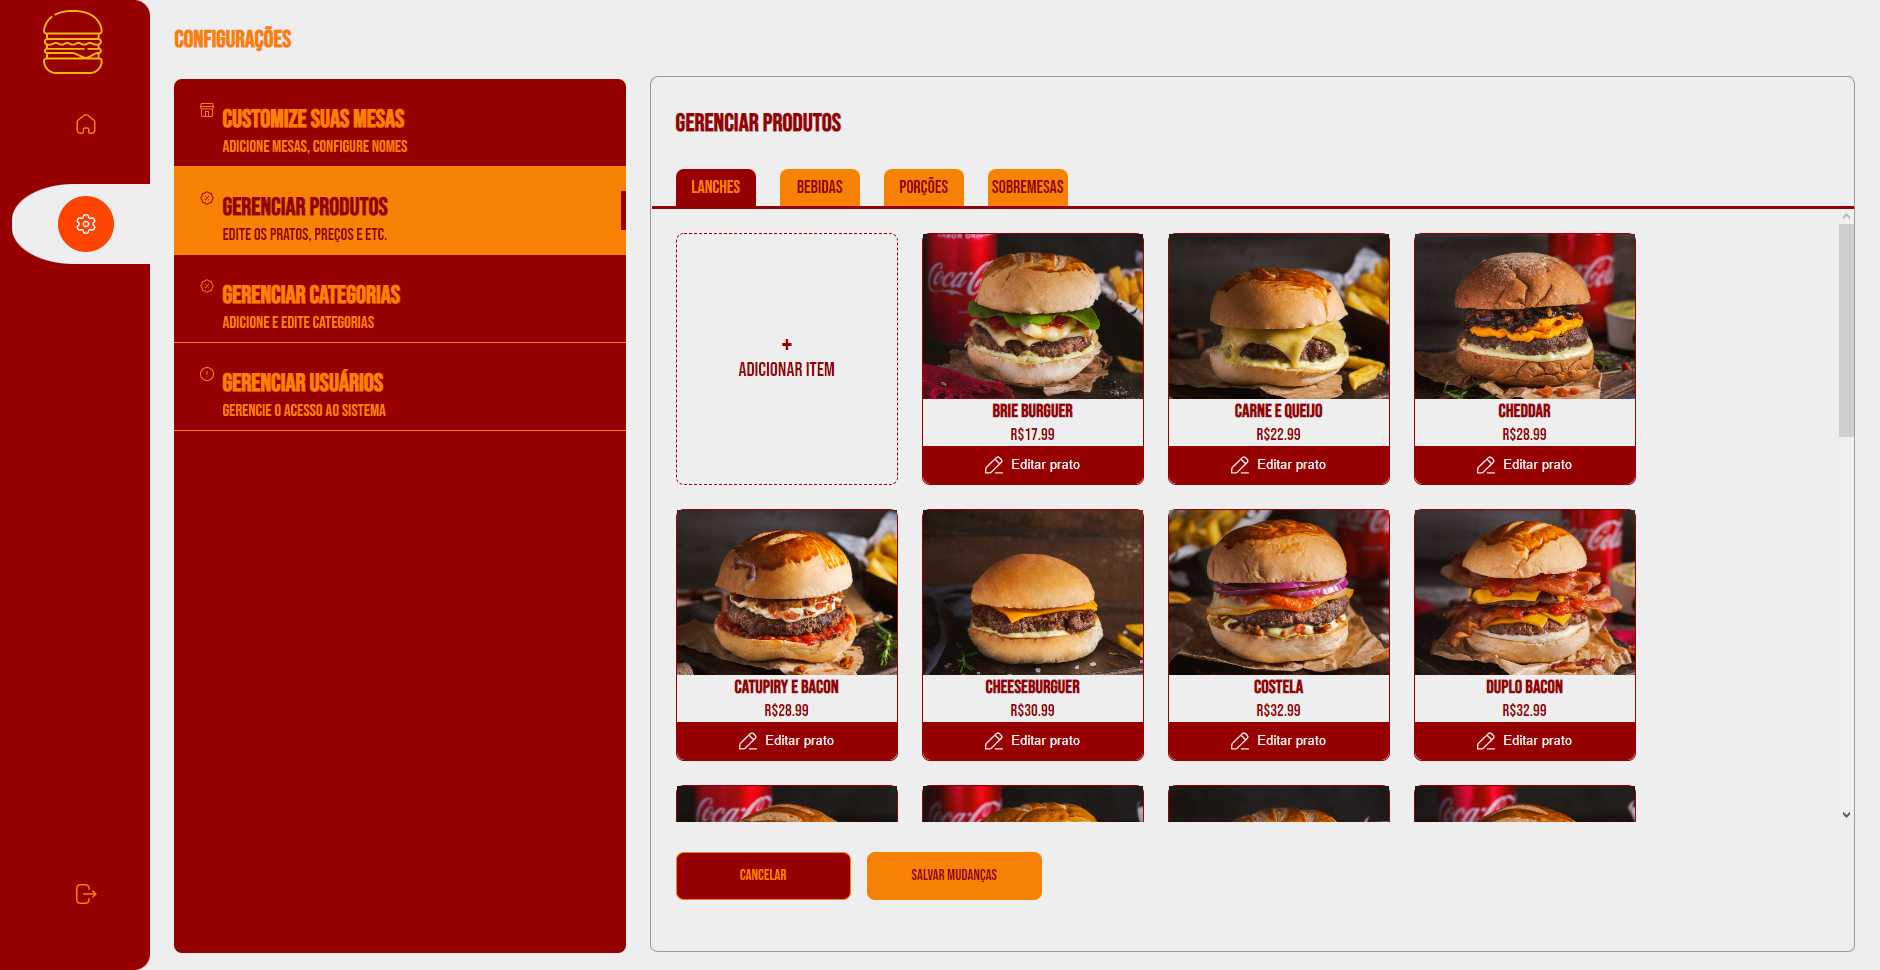 CONFIGURAÇÕES
CUSTOMIZE SUAS MESAS
ADICIONE MESAS, CONFIGURE NOMES
GERENCIAR PRODUTOS
EDITE OS PRATOS, PREÇOS E ETC.
GERENCIAR CATEGORIAS
ADICIONE E EDITE CATEGORIAS
GERENCIAR USUÁRIOS
GERENCIE O ACESSO AO SISTEMA
GERENCIAR PRODUTOS
LANCHES BEBIDAS PORÇÕES SOBREMESAS
+
ADICIONAR ITEM
Coca-Cola
BRIE BURGUER
R$17.99
Editar prato
CARNE E QUEIJO
R$22.99
Editar prato
CHEDDAR
R$28.99
Editar prato
CATUPIRY E BACON
R$28.99
Editar prato
CHEESEBURGUER
R$30.99
Editar prato
COSTELA
R$32.99
Editar prato
DUPLO BACON
R$32.99
Editar prato
CANCELAR
SALVAR MUDANÇAS